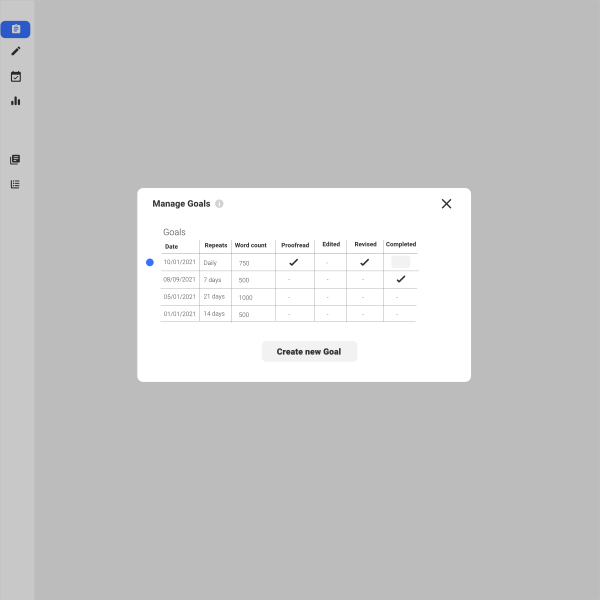 Manage Goals
Goals
Date Repeats Word count Proofread Edited Revised Completed
10/01/2021 Daily 750 -
08/09/2021 7 days 500 - - -
05/01/2021 21 days 1000 - - - -
01/01/2021 14 days 500 - - - -
Create new Goal